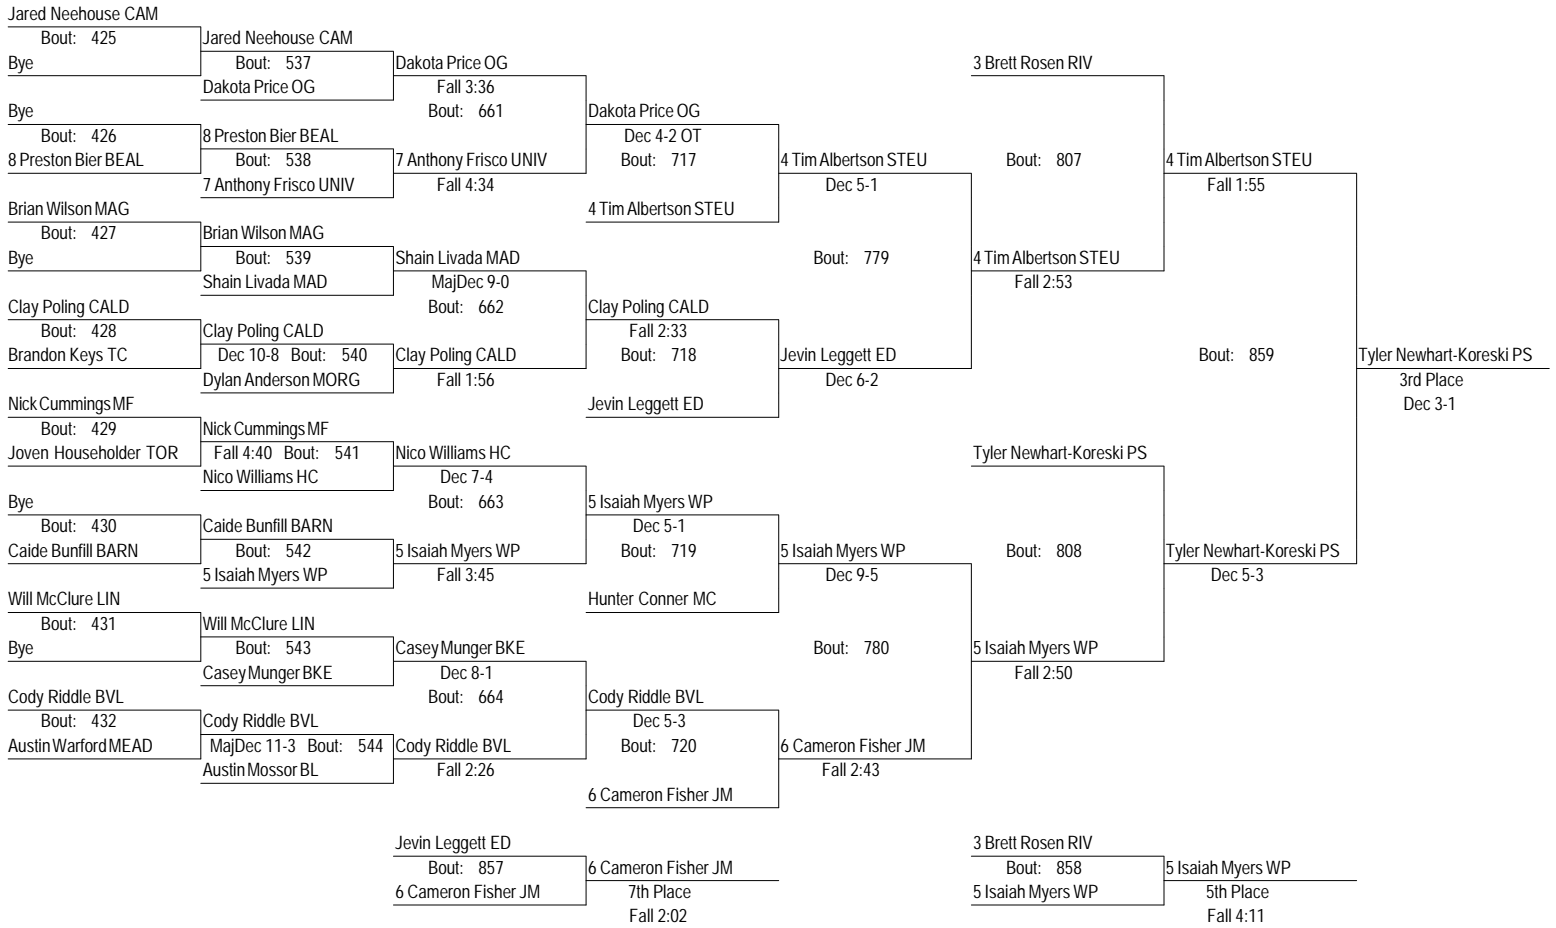 Jared Neehouse CAM
Bout: 425
Jared Neehouse CAM
Bye
Bout: 537
Dakota Price OG
3 Brett Rosen RIV
Dakota Price OG
Fall 3:36
Bye
Bout: 661
Dakota Price OG
Bout: 426
8 Preston Bier BEAL
Dec 4-2 OT
8 Preston Bier BEAL
Bout: 538
7 Anthony Frisco UNIV
Bout: 717
4 Tim Albertson STEU
Bout: 807
4 Tim Albertson STEU
7 Anthony Frisco UNIV
Fall 4:34
Dec 5-1
Fall 1:55
Brian Wilson MAG
4 Tim Albertson STEU
Bout: 427
Brian Wilson MAG
Bye
Bout: 539
Shain Livada MAD
Bout: 779
4 Tim Albertson STEU
Shain Livada MAD
MajDec 9-0
Fall 2:53
Clay Poling CALD
Bout: 662
Clay Poling CALD
Bout: 428
Clay Poling CALD
Fall 2:33
Brandon Keys TC
Dec 10-8 Bout: 540
Clay Poling CALD
Bout: 718
Jevin Leggett ED
Bout: 859
Tyler Newhart-Koreski PS
Dylan Anderson MORG
Fall 1:56
Dec 6-2
3rd Place
Nick Cummings MF
Jevin Leggett ED
Dec 3-1
Bout: 429
Nick Cummings MF
Joven Householder TOR
Fall 4:40 Bout: 541
Nico Williams HC
Tyler Newhart-Koreski PS
Nico Williams HC
Dec 7-4
Bye
Bout: 663
5 Isaiah Myers WP
Bout: 430
Caide Bunfill BARN
Dec 5-1
Caide Bunfill BARN
Bout: 542
5 Isaiah Myers WP
Bout: 719
5 Isaiah Myers WP
Bout: 808
Tyler Newhart-Koreski PS
5 Isaiah Myers WP
Fall 3:45
Dec 9-5
Dec 5-3
Will McClure LIN
Hunter Conner MC
Bout: 431
Will McClure LIN
Bye
Bout: 543
Casey Munger BKE
Bout: 780
5 Isaiah Myers WP
Casey Munger BKE
Dec 8-1
Fall 2:50
Cody Riddle BVL
Bout: 664
Cody Riddle BVL
Bout: 432
Cody Riddle BVL
Dec 5-3
Austin Warford MEAD
MajDec 11-3 Bout: 544
Cody Riddle BVL
Bout: 720
6 Cameron Fisher JM
Austin Mossor BL
Fall 2:26
Fall 2:43
6 Cameron Fisher JM
Jevin Leggett ED
3 Brett Rosen RIV
Bout: 857
6 Cameron Fisher JM
Bout: 858
5 Isaiah Myers WP
6 Cameron Fisher JM
7th Place
5 Isaiah Myers WP
5th Place
Fall 2:02
Fall 4:11